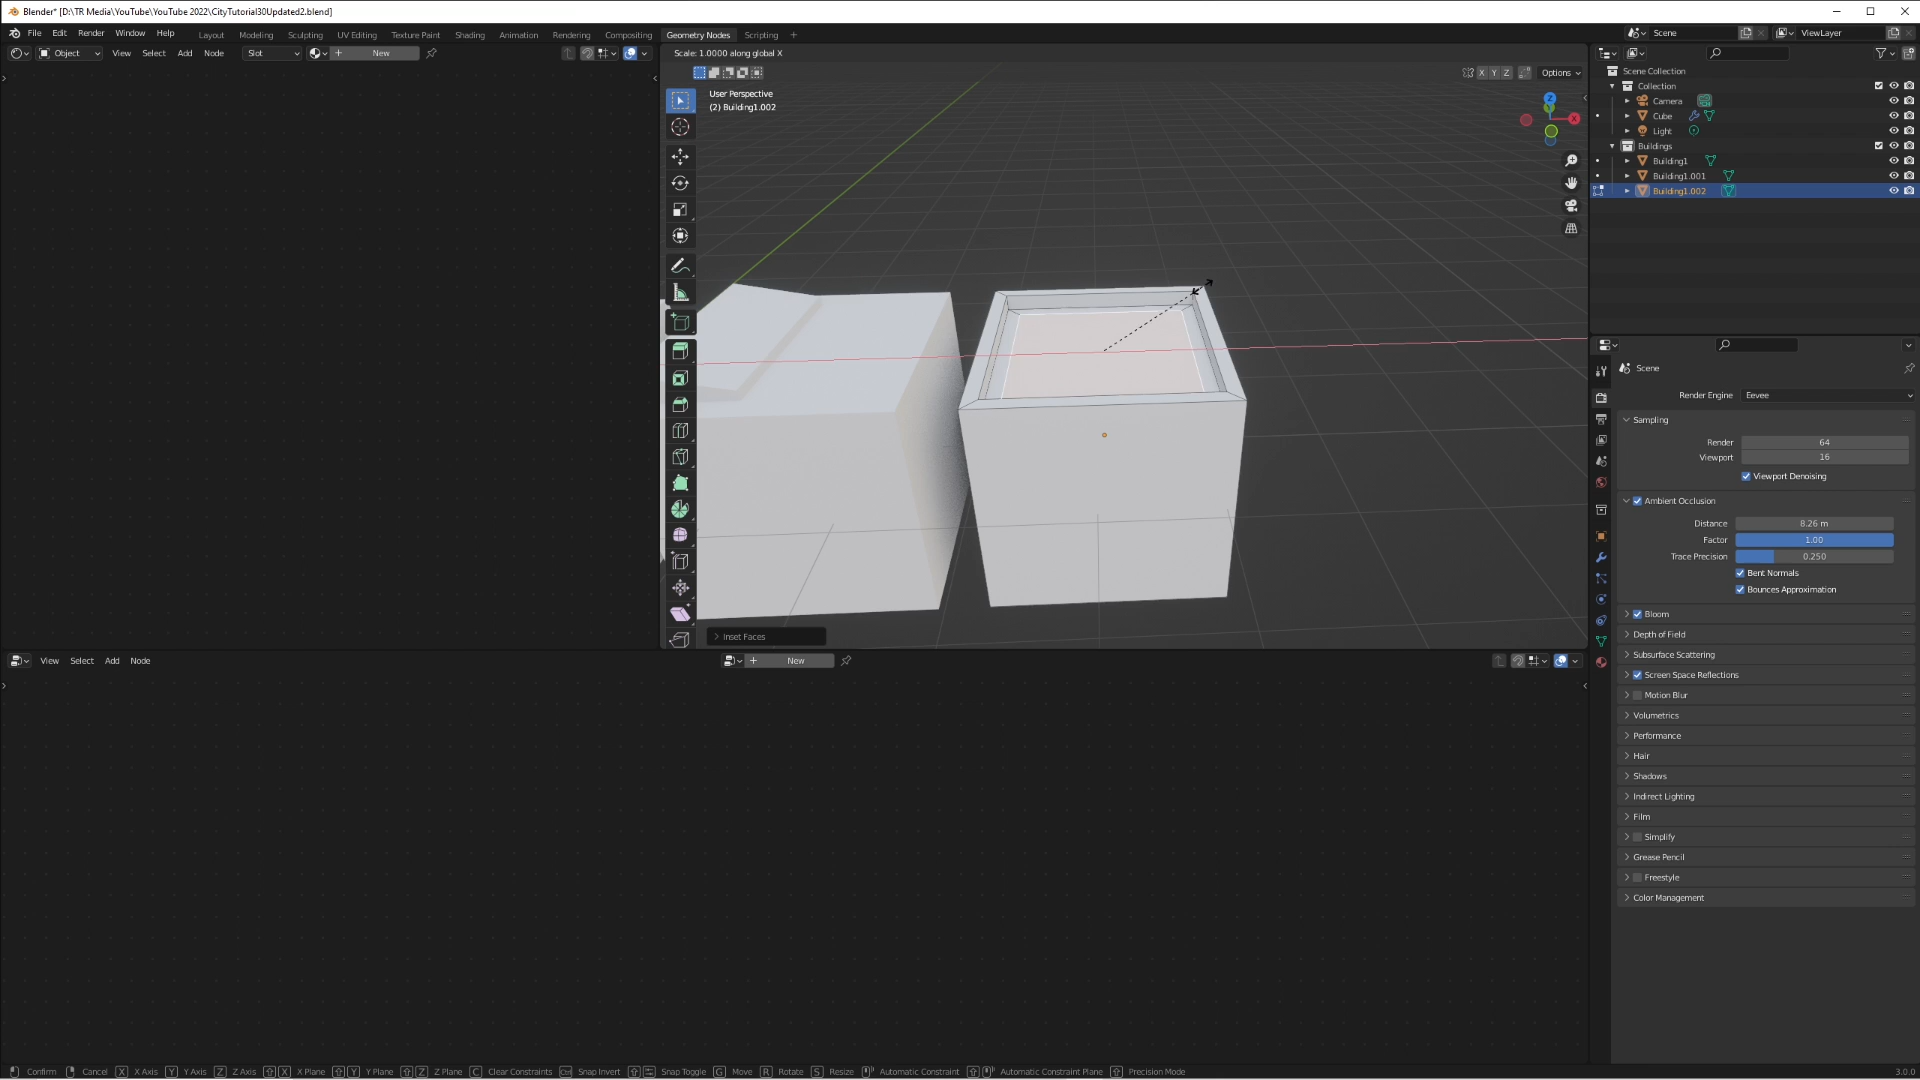 Blender* [D:\TR Media\YouTube\YouTube 2022\CityTutorial30Updated2.blend]
File Edit Render Window Help Layout Modeling Sculpting UV Editing Texture Paint Shading Animation Rendering Compositing Geometry Nodes Scripting + Scene ViewLayer
Object View Select Add Node Slot + New
Scale: 1.0000 along global X
X Y Z Options
User Perspective
(2) Building1.002
Z
X
Scene Collection
Collection
Camera
Cube
Light
Buildings
Building1
Building1.001
Building1.002
Scene
Render Engine Eevee
Sampling
Render 64
Viewport 16
Viewport Denoising
Ambient Occlusion
Distance 8.26 m
Factor 1.00
Trace Precision 0.250
Bent Normals
Bounces Approximation
Bloom
Depth of Field
Subsurface Scattering
Screen Space Reflections
Motion Blur
Volumetrics
Performance
Hair
Shadows
Indirect Lighting
Film
Simplify
Grease Pencil
Freestyle
Color Management
Inset Faces
View Select Add Node + New
Confirm Cancel X X Axis Y Y Axis Z Z Axis X X Plane Y Y Plane Z Z Plane C Clear Constraints Ctrl Snap Invert Snap Toggle G Move R Rotate S Resize Automatic Constraint Automatic Constraint Plane Precision Mode 3.0.0